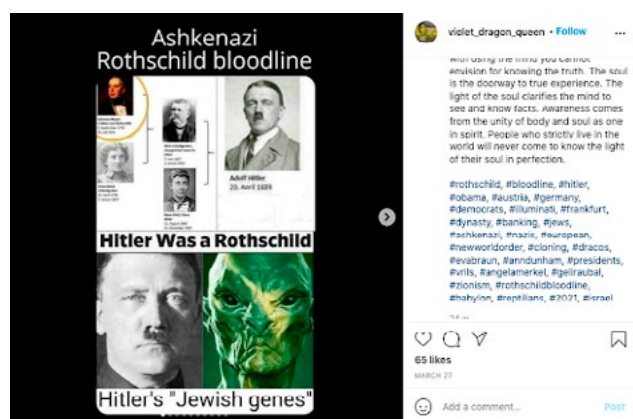 Ashkenazi
Rothschild bloodline
Adolf Hitler
20. April 1889
Hitler Was a Rothschild
Hitler's "Jewish genes"
violet_dragon_queen • Follow
with using the mind you cannot
envision for knowing the truth. The soul
is the doorway to true experience. The
light of the soul clarifies the mind to
see and know facts. Awareness comes
from the unity of body and soul as one
in spirit. People who strictly live in the
world will never come to know the light
of their soul in perfection.
#rothschild, #bloodline, #hitler,
#obama, #austria, #germany,
#democrats, #illuminati, #frankfurt,
#dynasty, #banking, #jews,
#ashkenazi, #nazis, #european,
#newworldorder, #cloning, #dracos,
#evabraun, #anndunham, #presidents,
#vrils, #angelamerkel, #geliraubal,
#zionism, #rothschildbloodline,
#babylon, #reptilians, #2021, #israel
65 likes
MARCH 27
Add a comment...
Post